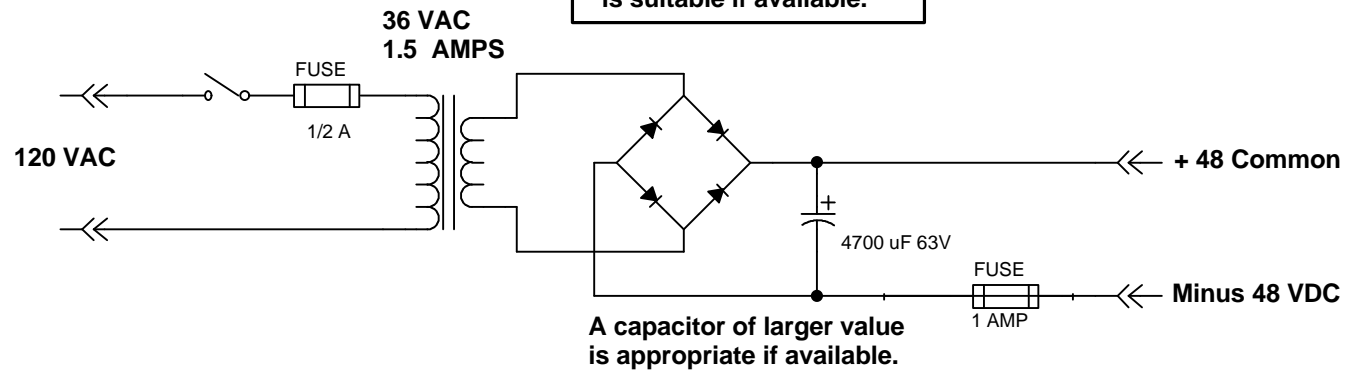 is suitable if available.
36 VAC
1.5 AMPS
FUSE
1/2 A
120 VAC
+ 48 Common
+
4700 uF 63V
FUSE
1 AMP
Minus 48 VDC
A capacitor of larger value
is appropriate if available.